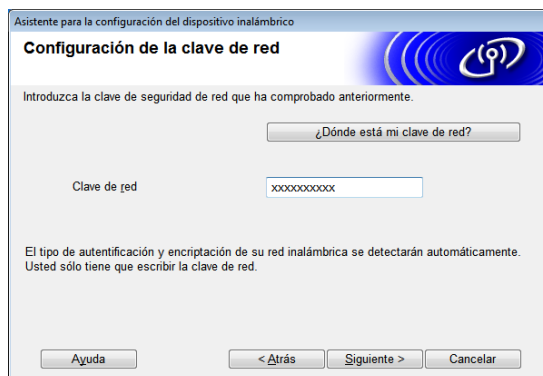 Asistente para la configuración del dispositivo inalámbrico
Configuración de la clave de red
Introduzca la clave de seguridad de red que ha comprobado anteriormente.
¿Dónde está mi clave de red?
Clave de red
xxxxxxxxxx
El tipo de autentificación y encriptación de su red inalámbrica se detectarán automáticamente.
Usted sólo tiene que escribir la clave de red.
Ayuda
< Atrás
Siguiente >
Cancelar